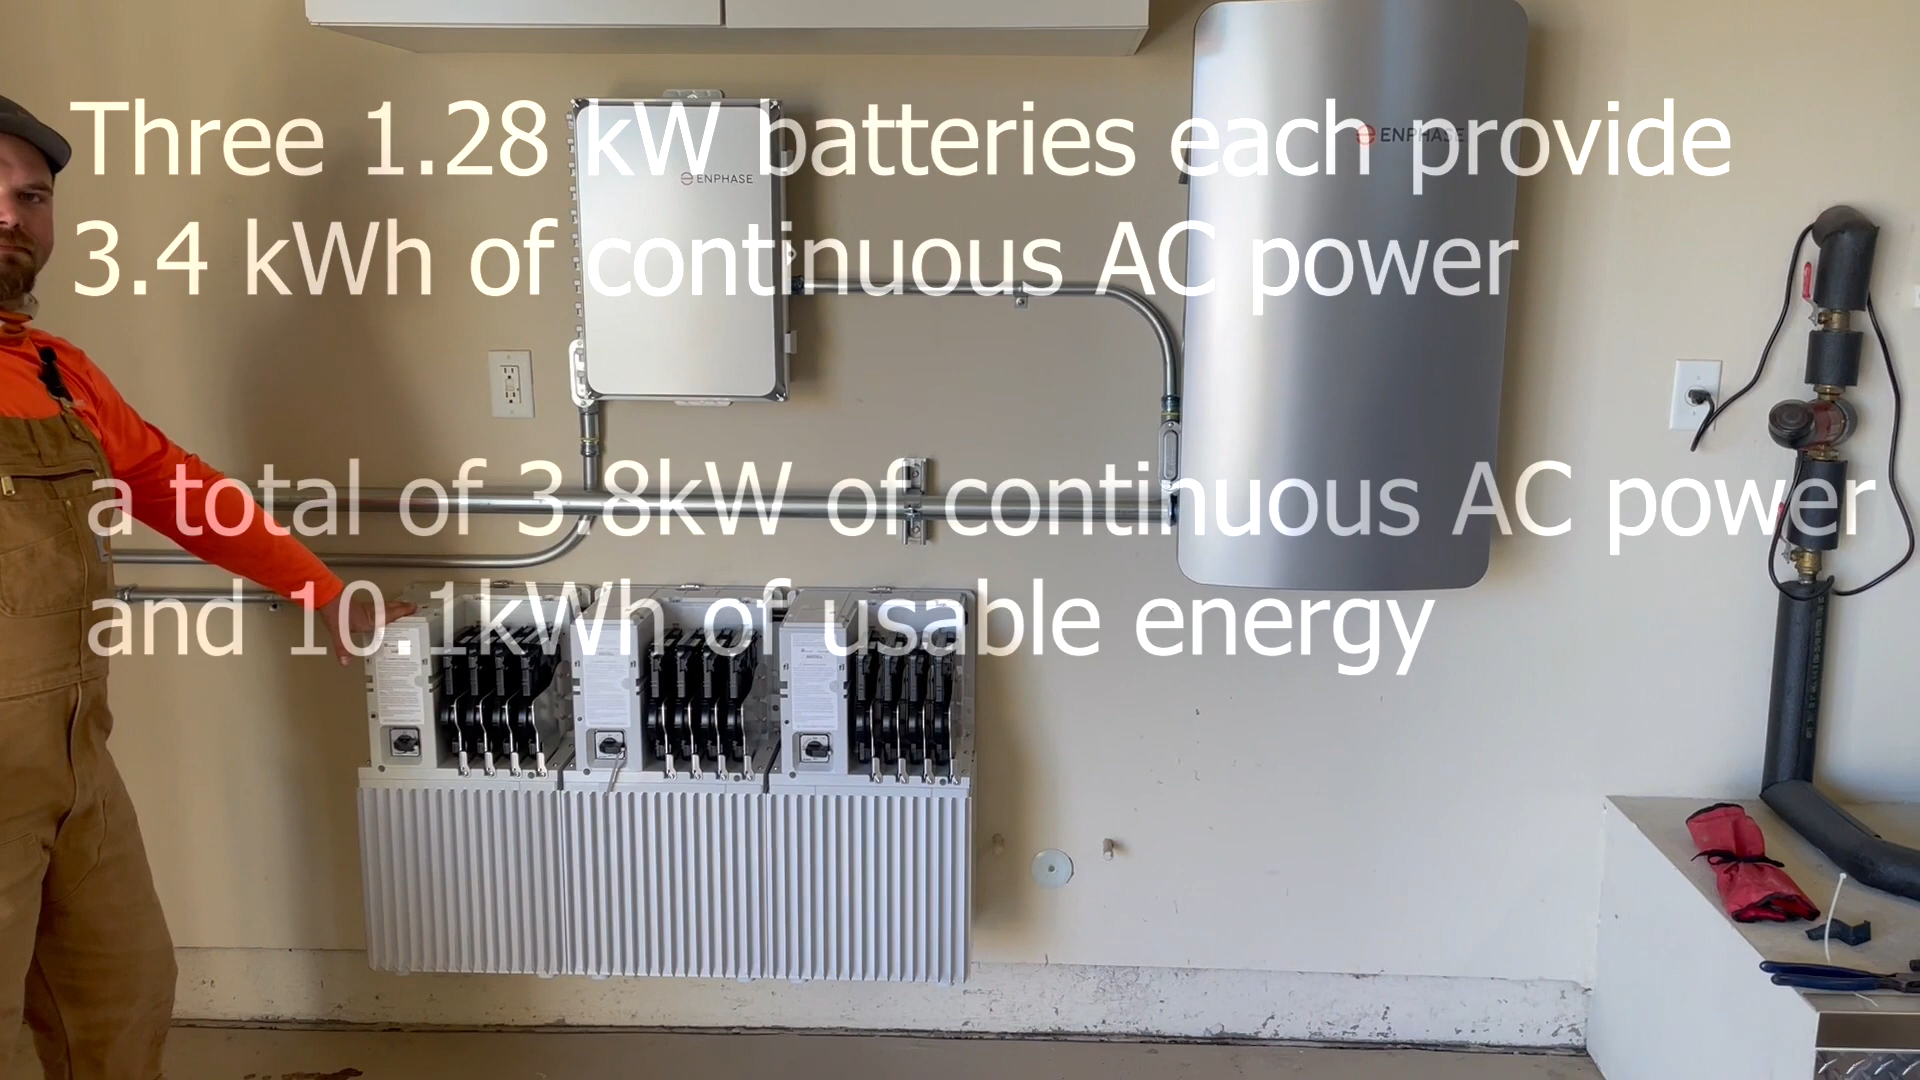 Three 1.28 kW batteries each provide
3.4 kWh of continuous AC power
ENPHASE
ENPHASE
a total of 3.8kW of continuous AC power
and 10.1kWh of usable energy